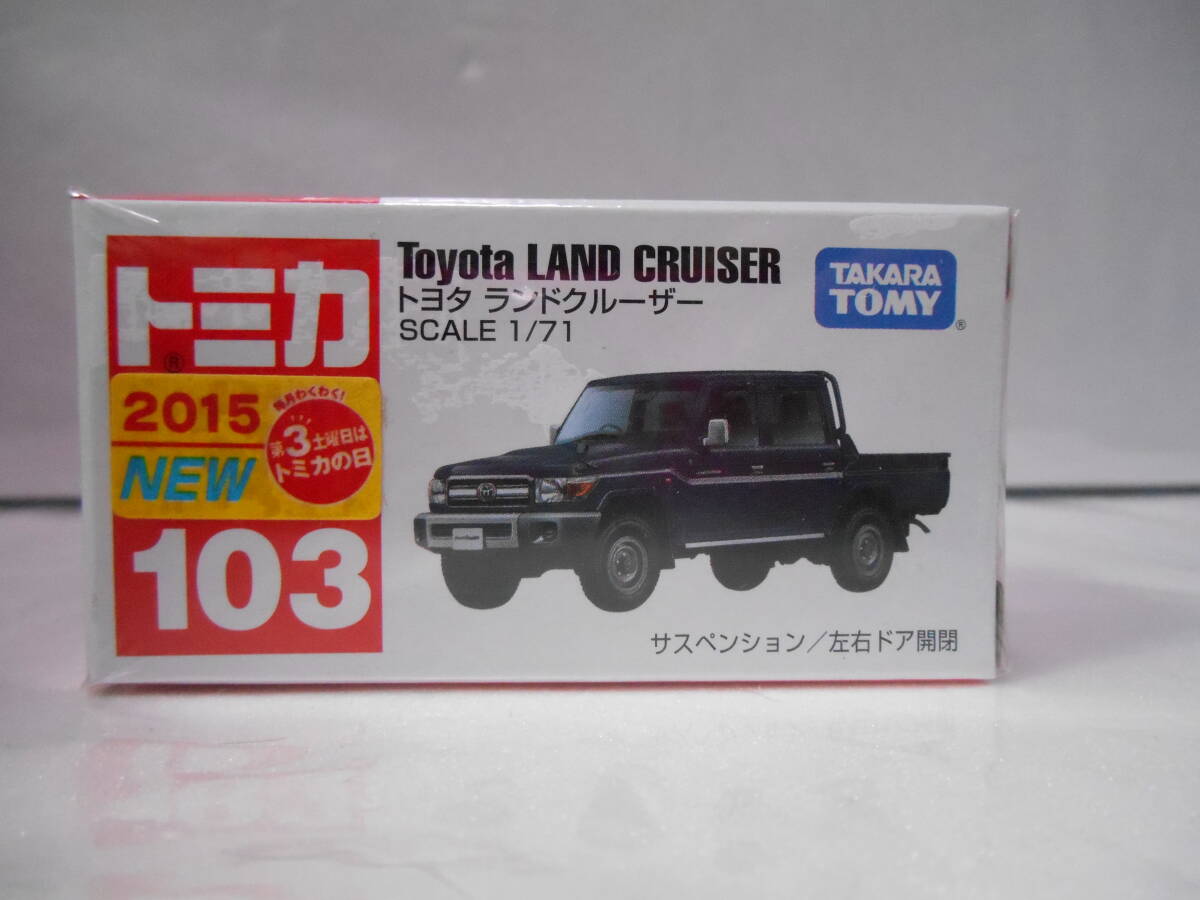 トミカ
®
2015
NEW
毎月わくわく!
第3土曜日は
トミカの日
103
Toyota LAND CRUISER
トヨタ ランドクルーザー
SCALE 1/71
TAKARA
TOMY
®
サスペンション/左右ドア開閉